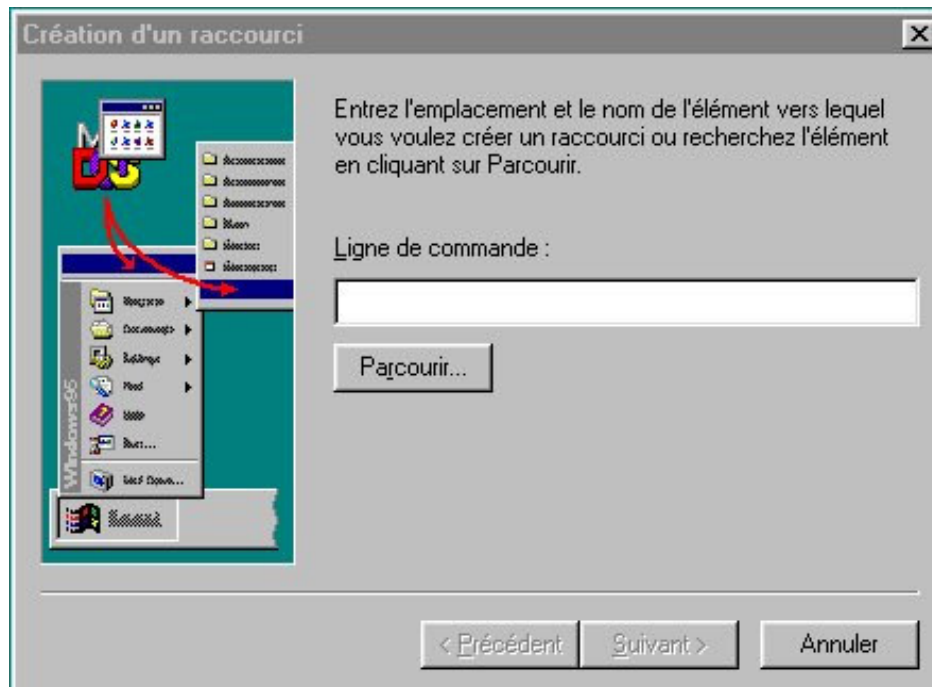 Création d'un raccourci
Entrez l'emplacement et le nom de l'élément vers lequel
vous voulez créer un raccourci ou recherchez l'élément
en cliquant sur Parcourir.
Ligne de commande :
Parcourir...
Windows95
< Précédent
Suivant >
Annuler